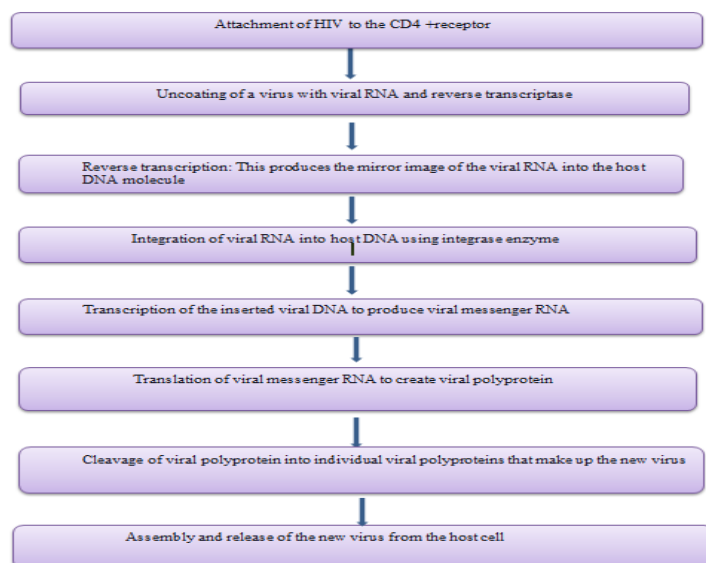 Attachment of HIV to the CD4 +receptor
Uncoating of a virus with viral RNA and reverse transcriptase
Reverse transcription: This produces the mirror image of the viral RNA into the host
DNA molecule
Integration of viral RNA into host DNA using integrase enzyme
Transcription of the inserted viral DNA to produce viral messenger RNA
Translation of viral messenger RNA to create viral polyprotein
Cleavage of viral polyprotein into individual viral polyproteins that make up the new virus
Assembly and release of the new virus from the host cell